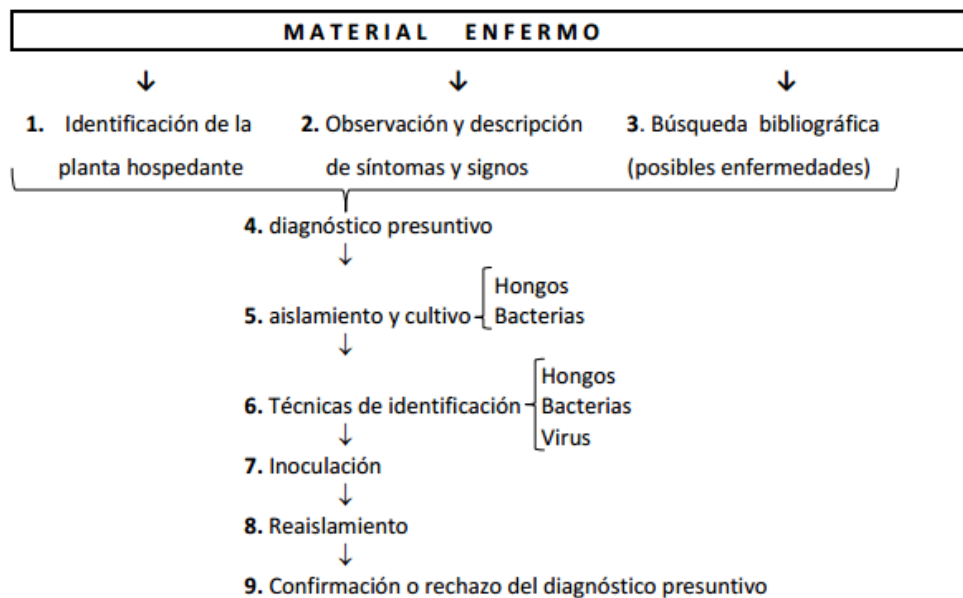 MATERIAL ENFERMO
1. Identificación de la planta hospedante
2. Observación y descripción de síntomas y signos
3. Búsqueda bibliográfica (posibles enfermedades)
4. diagnóstico presuntivo
5. aislamiento y cultivo
Hongos
Bacterias
6. Técnicas de identificación
Hongos
Bacterias
Virus
7. Inoculación
8. Reaislamiento
9. Confirmación o rechazo del diagnóstico presuntivo